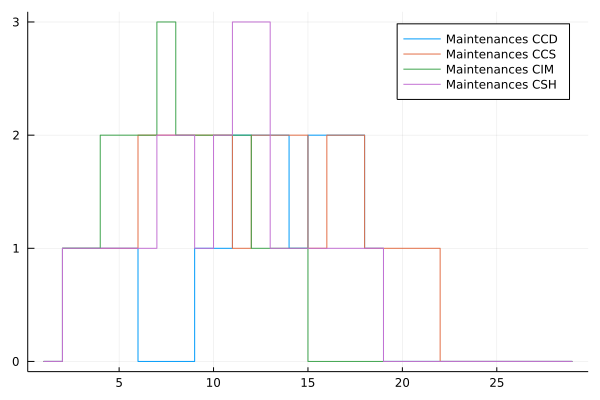 3
Maintenances CCD
Maintenances CCS
Maintenances CIM
Maintenances CSH
2
1
0
5 10 15 20 25